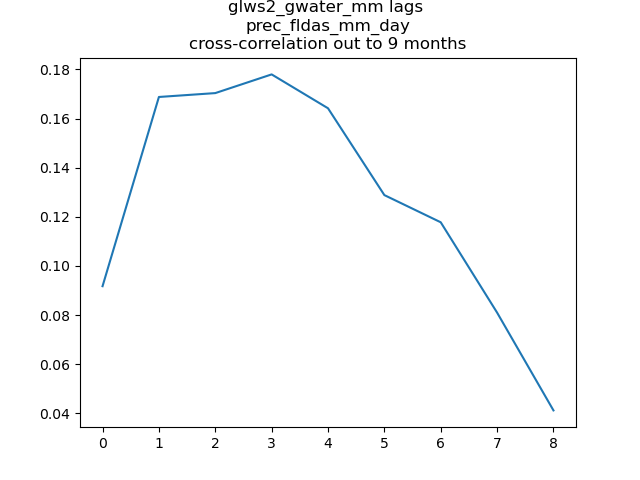 glws2_gwater_mm lags
prec_fldas_mm_day
cross-correlation out to 9 months
0.18
0.16
0.14
0.12
0.10
0.08
0.06
0.04
0 1 2 3 4 5 6 7 8